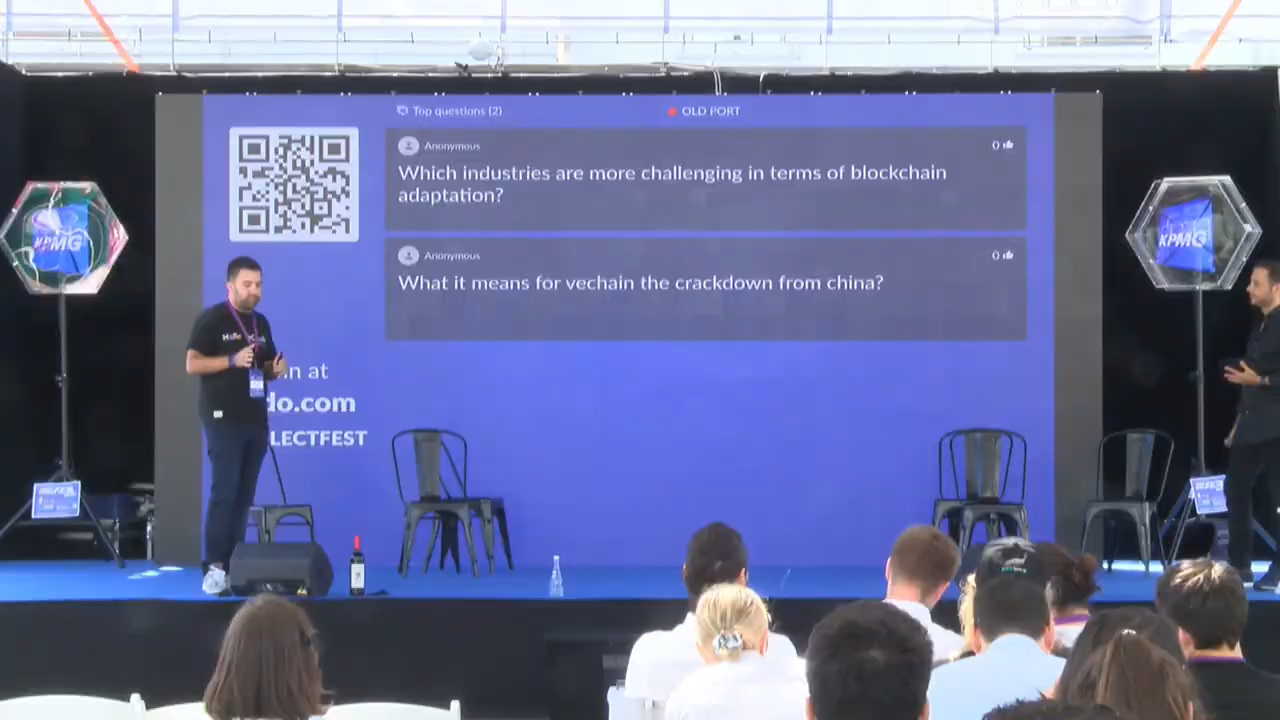 Top questions (2)
OLD PORT
Anonymous
0
Which industries are more challenging in terms of blockchain
adaptation?
Anonymous
0
What it means for vechain the crackdown from china?
in at
do.com
LECTFEST
KPMG
KPMG